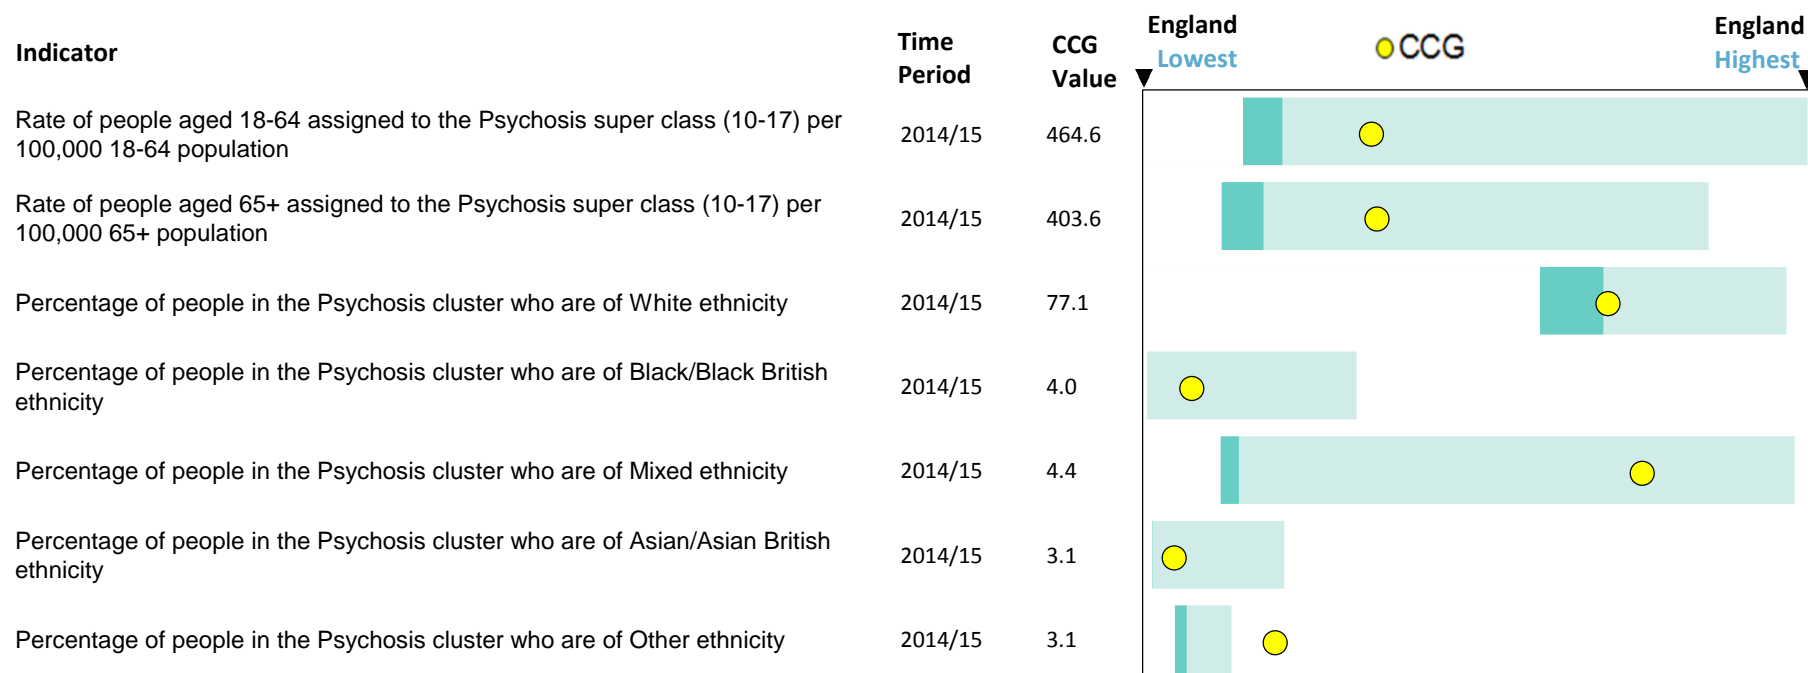 Indicator
Time
Period
CCG
Value
England
Lowest
CCG
England
Highest
Rate of people aged 18-64 assigned to the Psychosis super class (10-17) per
100,000 18-64 population
2014/15
464.6
Rate of people aged 65+ assigned to the Psychosis super class (10-17) per
100,000 65+ population
2014/15
403.6
Percentage of people in the Psychosis cluster who are of White ethnicity
2014/15
77.1
Percentage of people in the Psychosis cluster who are of Black/Black British
ethnicity
2014/15
4.0
Percentage of people in the Psychosis cluster who are of Mixed ethnicity
2014/15
4.4
Percentage of people in the Psychosis cluster who are of Asian/Asian British
ethnicity
2014/15
3.1
Percentage of people in the Psychosis cluster who are of Other ethnicity
2014/15
3.1